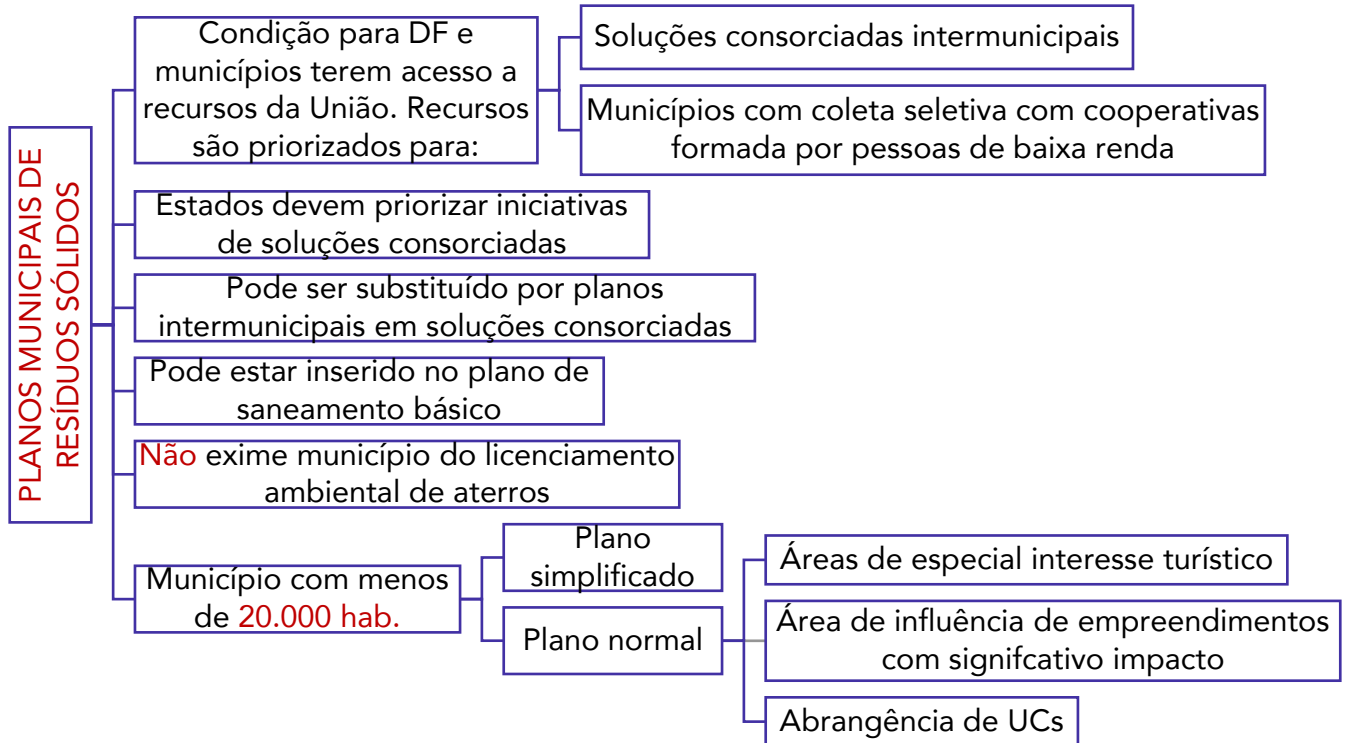 PLANOS MUNICIPAIS DE
RESÍDUOS SÓLIDOS
Condição para DF e
municípios terem acesso a
recursos da União. Recursos
são priorizados para:
Soluções consorciadas intermunicipais
Municípios com coleta seletiva com cooperativas
formada por pessoas de baixa renda
Estados devem priorizar iniciativas
de soluções consorciadas
Pode ser substituído por planos
intermunicipais em soluções consorciadas
Pode estar inserido no plano de
saneamento básico
Não exime município do licenciamento
ambiental de aterros
Município com menos
de 20.000 hab.
Plano
simplificado
Plano normal
Áreas de especial interesse turístico
Área de influência de empreendimentos
com signifcativo impacto
Abrangência de UCs